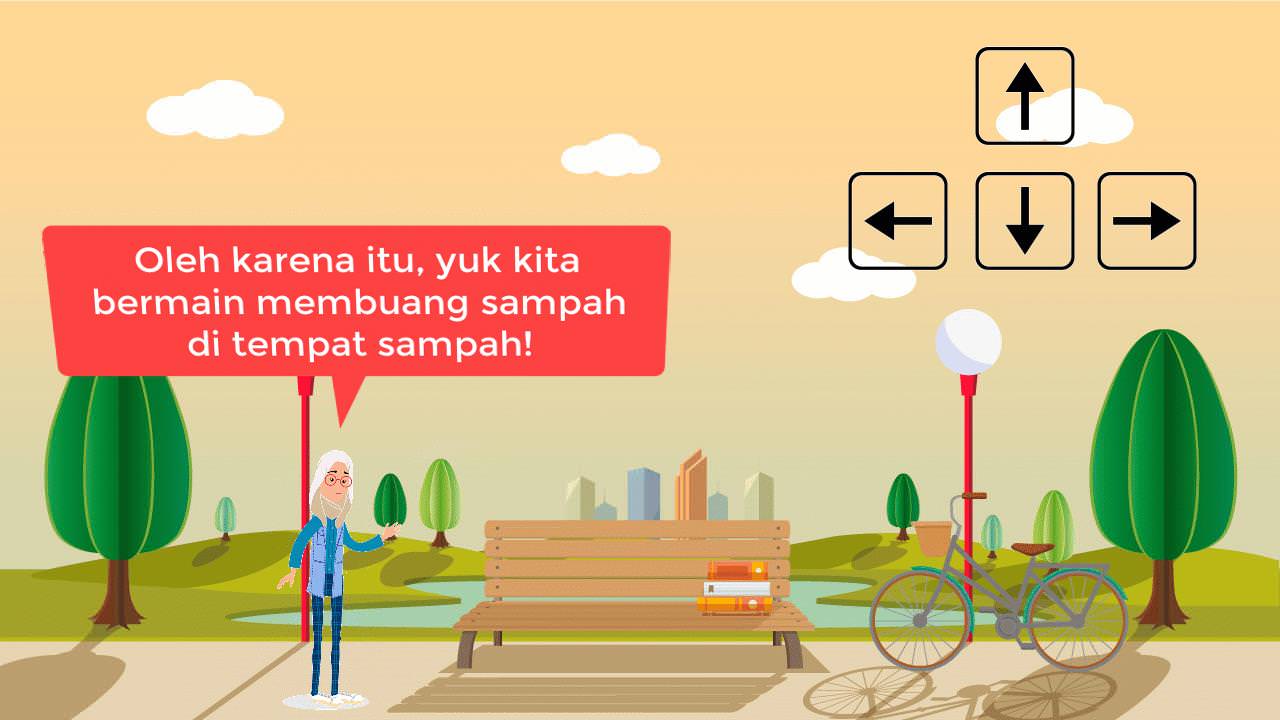 Oleh karena itu, yuk kita
bermain membuang sampah
di tempat sampah!